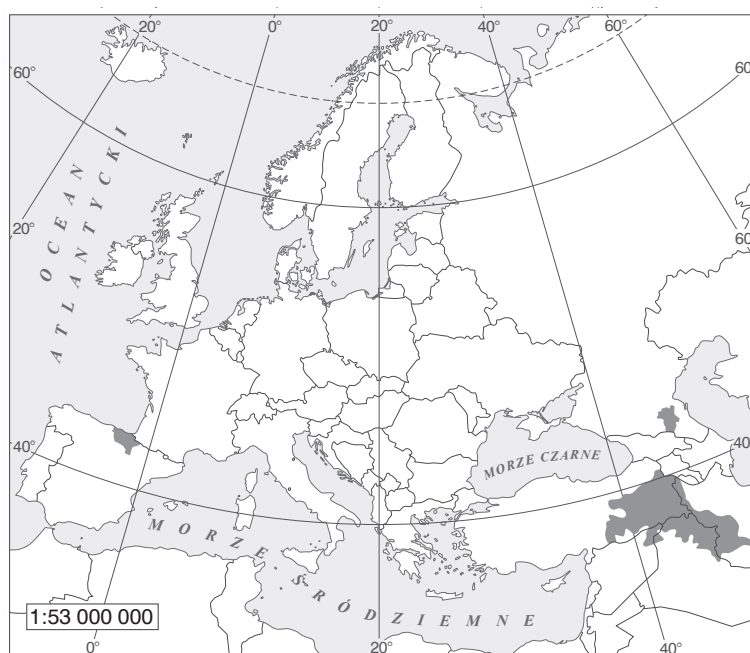 20° 0° 20° 40° 60°
60° 60°
OCEAN
ATLANTYCKI
20° 60°
40° MORZE CZARNE 40°
MORZE ŚRÓDZIEMNE
1:53 000 000
0° 20° 40°